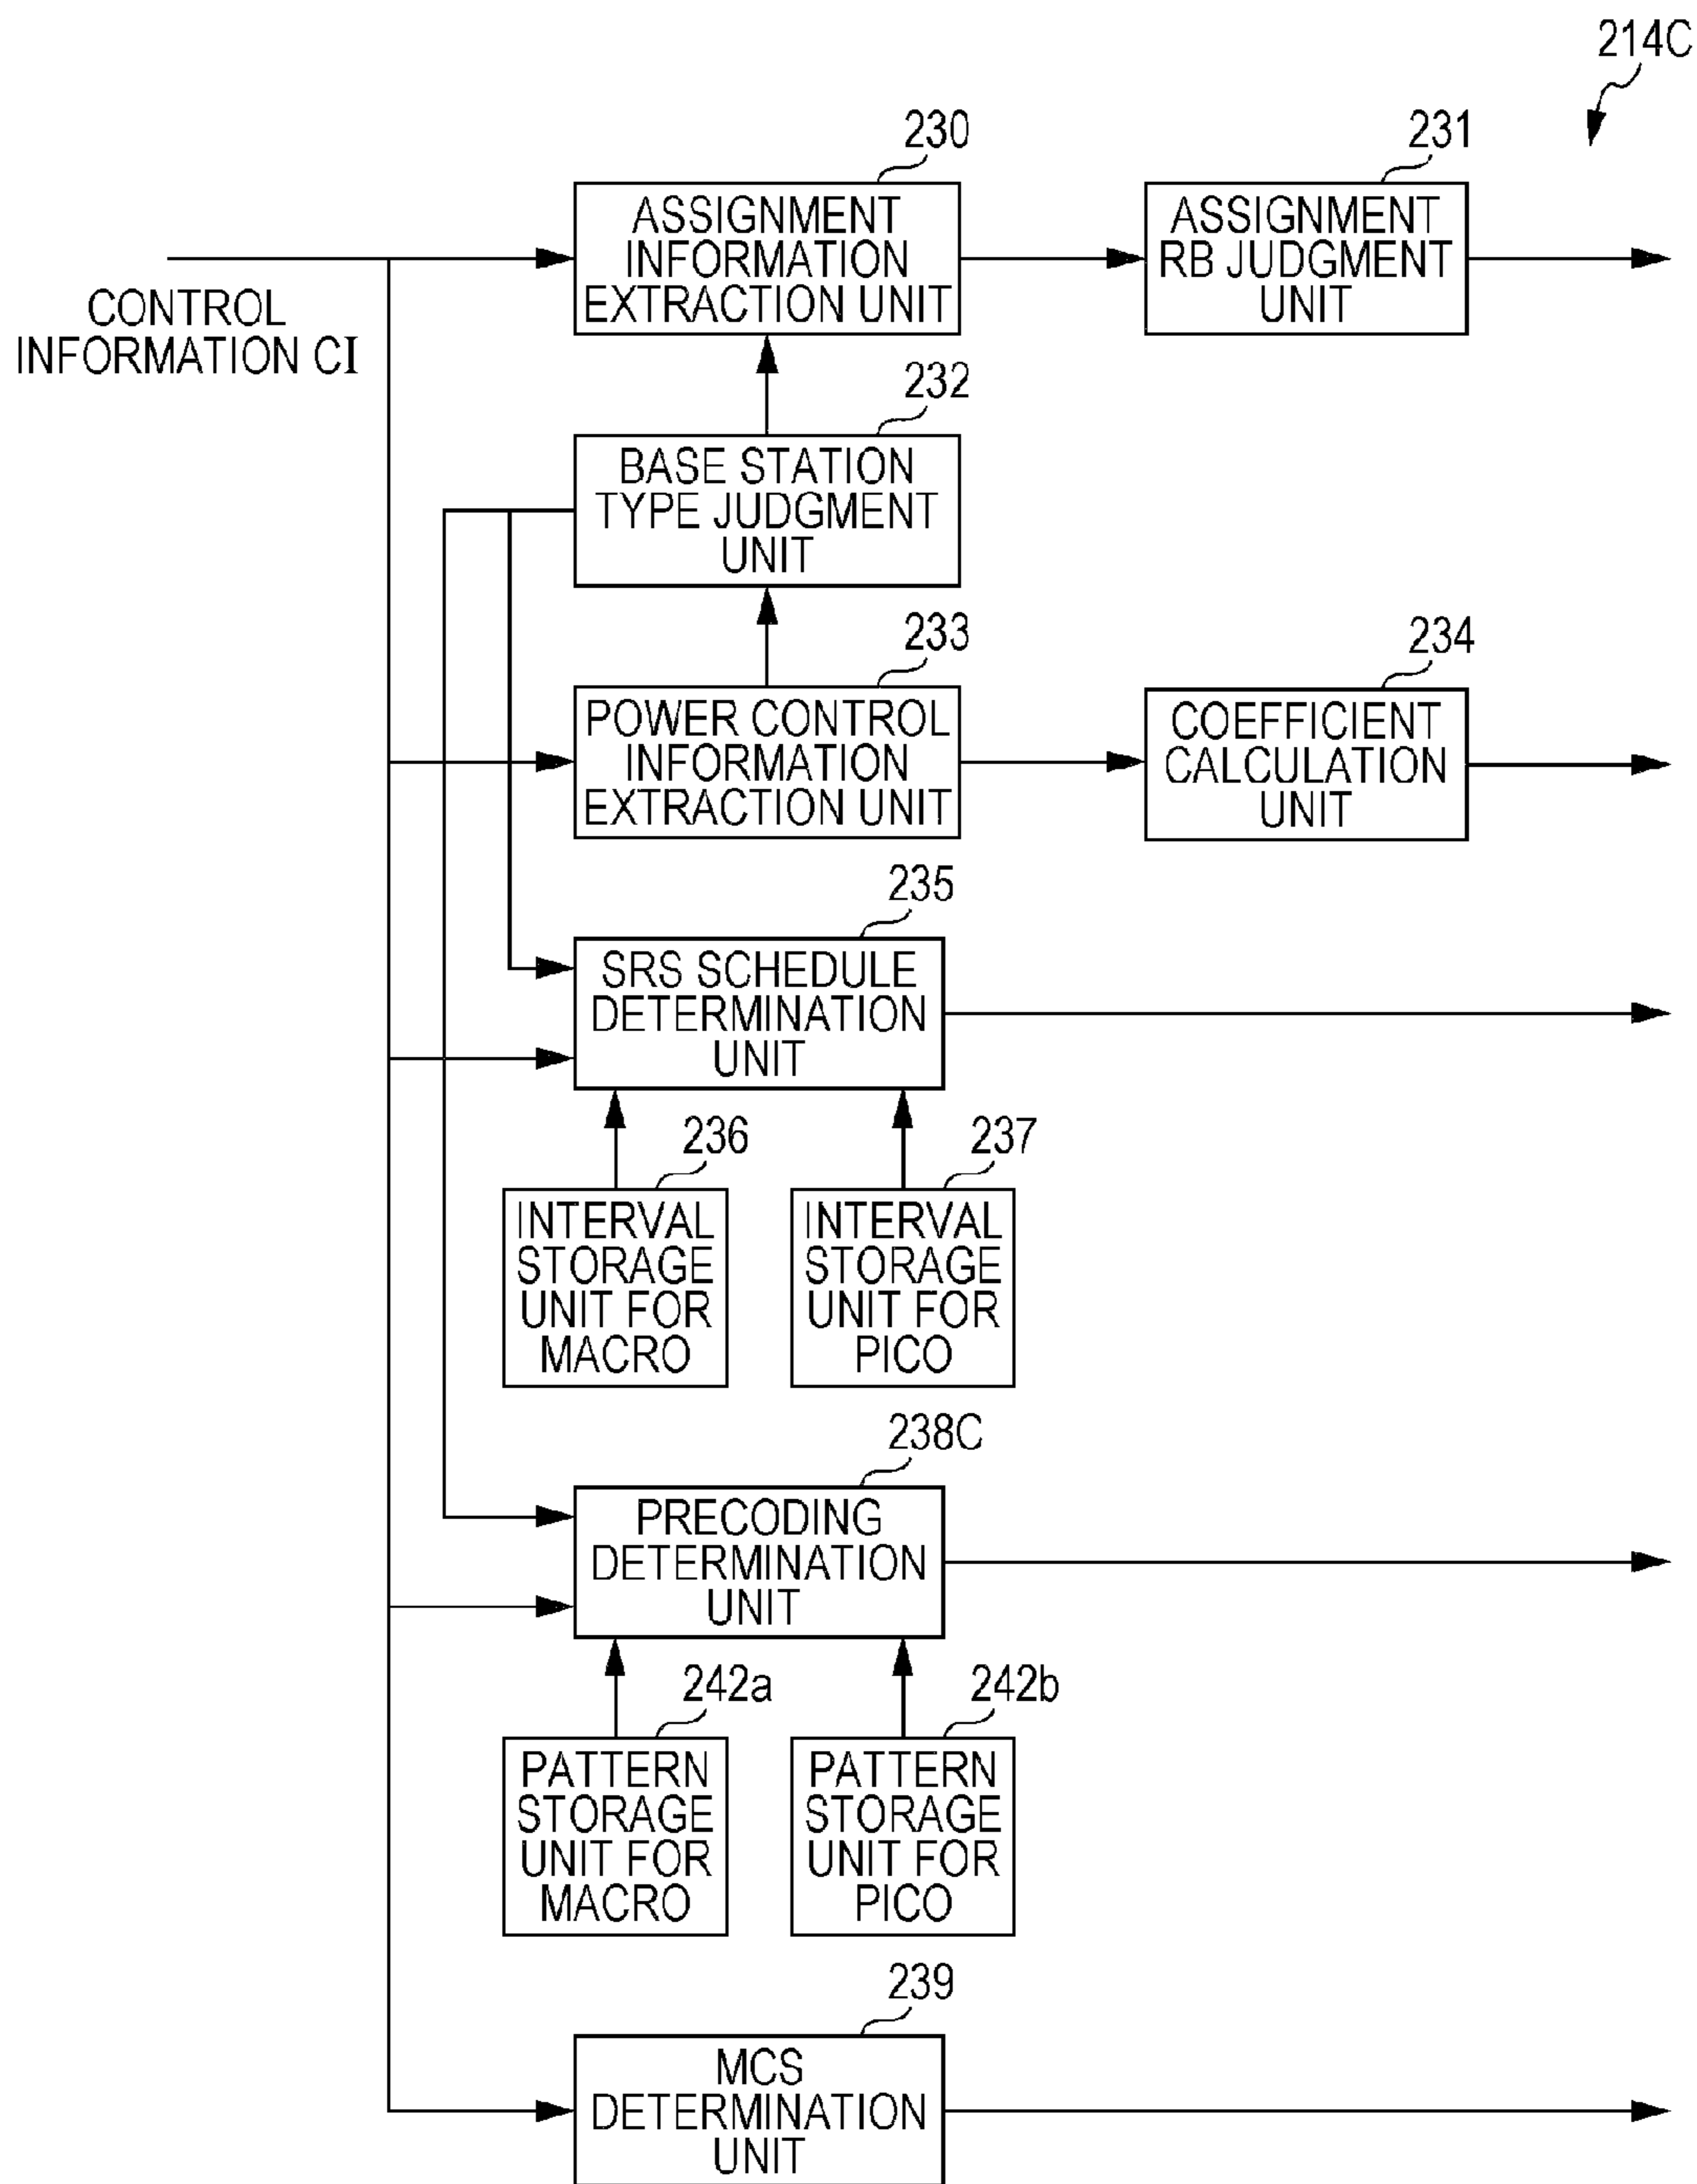 214C
230
231
ASSIGNMENT
INFORMATION
EXTRACTION UNIT
ASSIGNMENT
RB JUDGMENT
UNIT
CONTROL
INFORMATION CI
232
BASE STATION
TYPE JUDGMENT
UNIT
233
234
POWER CONTROL
INFORMATION
EXTRACTION UNIT
COEFFICIENT
CALCULATION
UNIT
235
SRS SCHEDULE
DETERMINATION
UNIT
236
237
INTERVAL
STORAGE
UNIT FOR
MACRO
INTERVAL
STORAGE
UNIT FOR
PICO
238C
PRECODING
DETERMINATION
UNIT
242a
242b
PATTERN
STORAGE
UNIT FOR
MACRO
PATTERN
STORAGE
UNIT FOR
PICO
239
MCS
DETERMINATION
UNIT